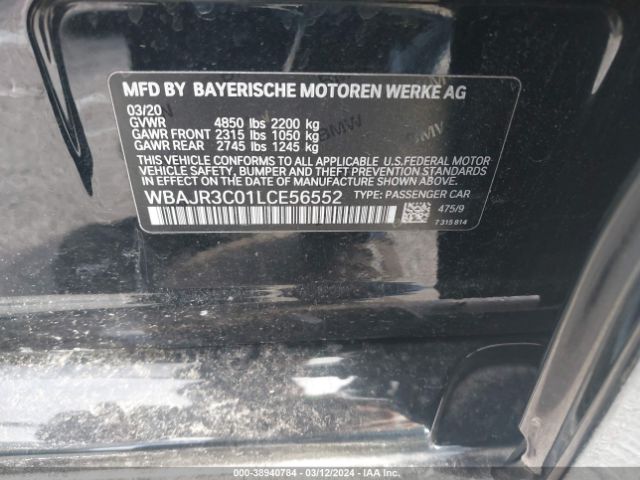 MFD BY BAYERISCHE MOTOREN WERKE AG
03/20
GVWR 4850 lbs 2200 kg
GAWR FRONT 2315 lbs 1050 kg
GAWR REAR 2745 lbs 1245 kg
THIS VEHICLE CONFORMS TO ALL APPLICABLE U.S. FEDERAL MOTOR
VEHICLE SAFETY, BUMPER AND THEFT PREVENTION STANDARDS
IN EFFECT ON THE DATE OF MANUFACTURE SHOWN ABOVE.
WBAJR3C01LCE56552 TYPE: PASSENGER CAR
475/9
7 315 814
BMW
BMW
000-38940784 - 03/12/2024 - IAA Inc.